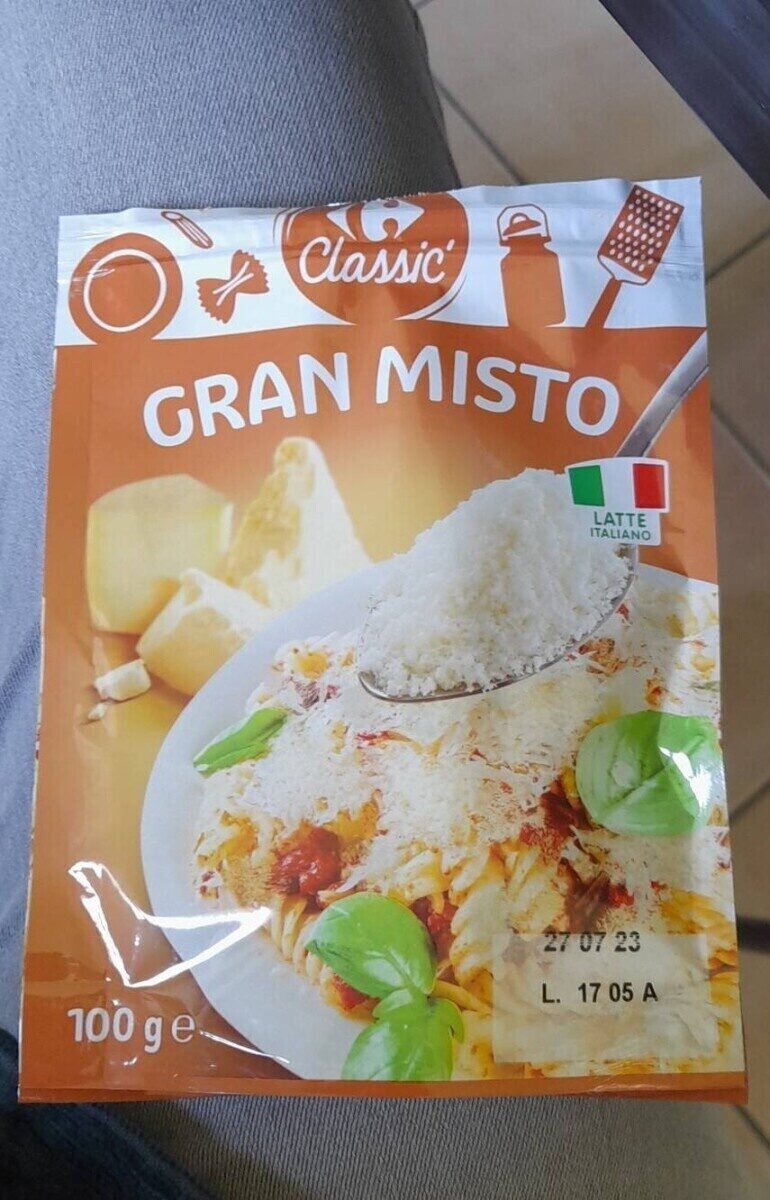 Classic'
GRAN MISTO
LATTE
ITALIANO
27 07 23
L. 17 05 A
100 g e